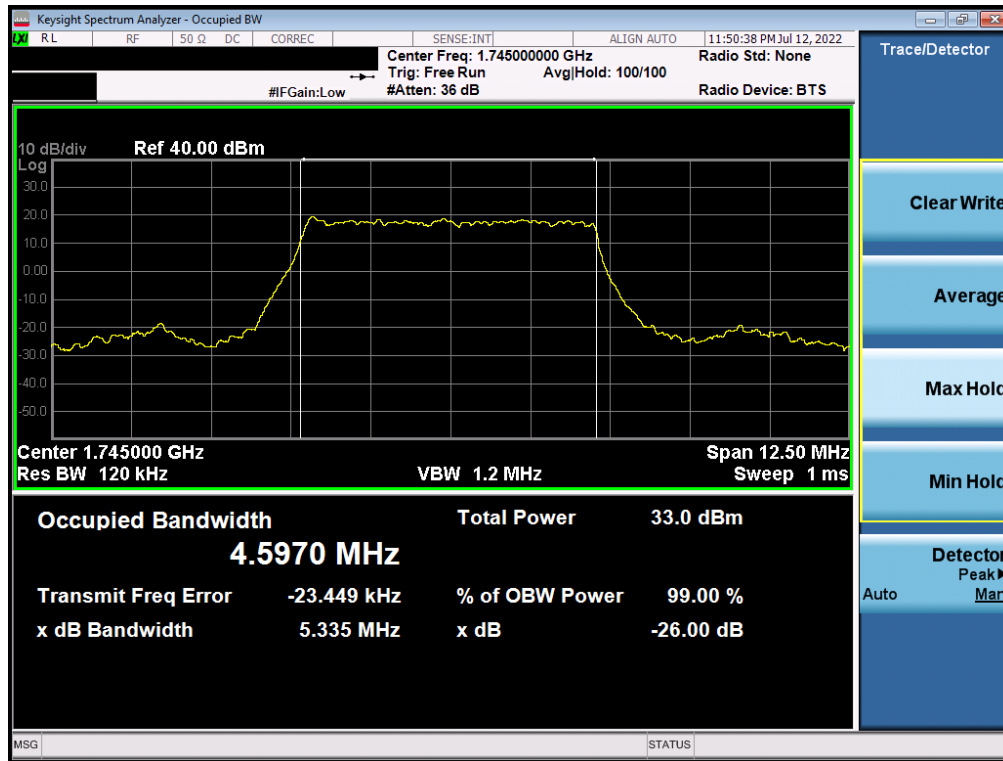 Keysight Spectrum Analyzer - Occupied BW
LXI RL RF 50 Ω DC CORREC SENSE:INT ALIGN AUTO 11:50:38 PM Jul 12, 2022
Center Freq: 1.745000000 GHz Radio Std: None
Trig: Free Run Avg|Hold: 100/100
#IFGain:Low #Atten: 36 dB Radio Device: BTS
Trace/Detector
10 dB/div Ref 40.00 dBm
Log
30.0
20.0
10.0
0.00
-10.0
-20.0
-30.0
-40.0
-50.0
Center 1.745000 GHz Span 12.50 MHz
Res BW 120 kHz VBW 1.2 MHz Sweep 1 ms
Occupied Bandwidth Total Power 33.0 dBm
4.5970 MHz
Transmit Freq Error -23.449 kHz % of OBW Power 99.00 %
x dB Bandwidth 5.335 MHz x dB -26.00 dB
Clear Write
Average
Max Hold
Min Hold
Detector
Peak▶
Auto Man
MSG STATUS